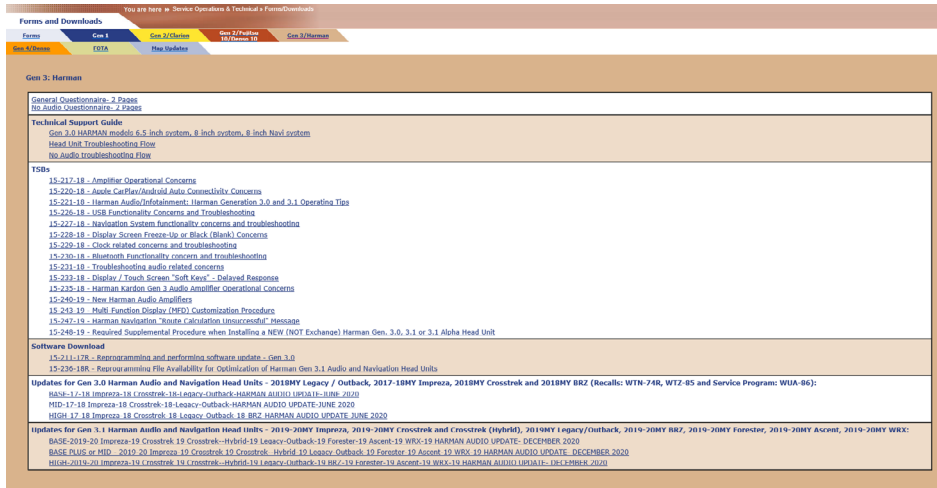 You are here » Service Operations & Technical » Forms/Downloads
Forms and Downloads
Forms
Gen 1
Gen 2/Clarion
Gen 2/Fujitsu 10/Denso 10
Gen 3/Harman
Gen 4/Denso
FOTA
Map Updates
Gen 3: Harman
General Questionnaire- 2 Pages
No Audio Questionnaire- 2 Pages
Technical Support Guide
Gen 3.0 HARMAN models 6.5 inch system, 8 inch system, 8-inch Navi system
Head Unit Troubleshooting Flow
No Audio troubleshooting Flow
TSBs
15-217-18 - Amplifier Operational Concerns
15-220-18 - Apple CarPlay/Android Auto Connectivity Concerns
15-221-18 - Harman Audio/Infotainment: Harman Generation 3.0 and 3.1 Operating Tips
15-226-18 - USB Functionality Concerns and Troubleshooting
15-227-18 - Navigation System functionality concerns and troubleshooting
15-228-18 - Display Screen Freeze-Up or Black (Blank) Concerns
15-229-18 - Clock related concerns and troubleshooting
15-230-18 - Bluetooth Functionality concern and troubleshooting
15-231-18 - Troubleshooting audio related concerns
15-233-18 - Display / Touch Screen "Soft Keys" - Delayed Response
15-235-18 - Harman Kardon Gen 3 Audio Amplifier Operational Concerns
15-240-19 - New Harman Audio Amplifiers
15-243-19 - Multi-Function Display (MFD) Customization Procedure
15-247-19 - Harman Navigation "Route Calculation Unsuccessful" Message
15-248-19 - Required Supplemental Procedure when Installing a NEW (NOT Exchange) Harman Gen. 3.0, 3.1 or 3.1 Alpha Head Unit
Software Download
15-211-17R - Reprogramming and performing software update - Gen 3.0
15-236-18R - Reprogramming File Availability for Optimization of Harman Gen 3.1 Audio and Navigation Head Units
Updates for Gen 3.0 Harman Audio and Navigation Head Units - 2018MY Legacy / Outback, 2017-18MY Impreza, 2018MY Crosstrek and 2018MY BRZ (Recalls: WTN-74R, WTZ-85 and Service Program: WUA-86):
BASE-17-18 Impreza-18 Crosstrek-18-Legacy-Outback-HARMAN AUDIO UPDATE-JUNE 2020
MID-17-18 Impreza-18 Crosstrek-18-Legacy-Outback-HARMAN AUDIO UPDATE-JUNE 2020
HIGH-17-18 Impreza-18 Crosstrek-18-Legacy-Outback-18-BRZ-HARMAN AUDIO UPDATE JUNE 2020
Updates for Gen 3.1 Harman Audio and Navigation Head Units - 2019-20MY Impreza, 2019-20MY Crosstrek and Crosstrek (Hybrid), 2019MY Legacy/Outback, 2019-20MY BRZ, 2019-20MY Forester, 2019-20MY Ascent, 2019-20MY WRX:
BASE-2019-20 Impreza-19 Crosstrek 19 Crosstrek--Hybrid-19 Legacy-Outback-19 Forester-19 Ascent-19 WRX-19 HARMAN AUDIO UPDATE- DECEMBER 2020
BASE PLUS or MID - 2019-20 Impreza-19 Crosstrek 19 Crosstrek--Hybrid-19 Legacy-Outback-19 Forester-19 Ascent-19 WRX-19 HARMAN AUDIO UPDATE- DECEMBER 2020
HIGH-2019-20 Impreza-19 Crosstrek 19 Crosstrek--Hybrid-19 Legacy-Outback-19 BRZ-19 Forester-19 Ascent-19 WRX-19 HARMAN AUDIO UPDATE- DECEMBER 2020